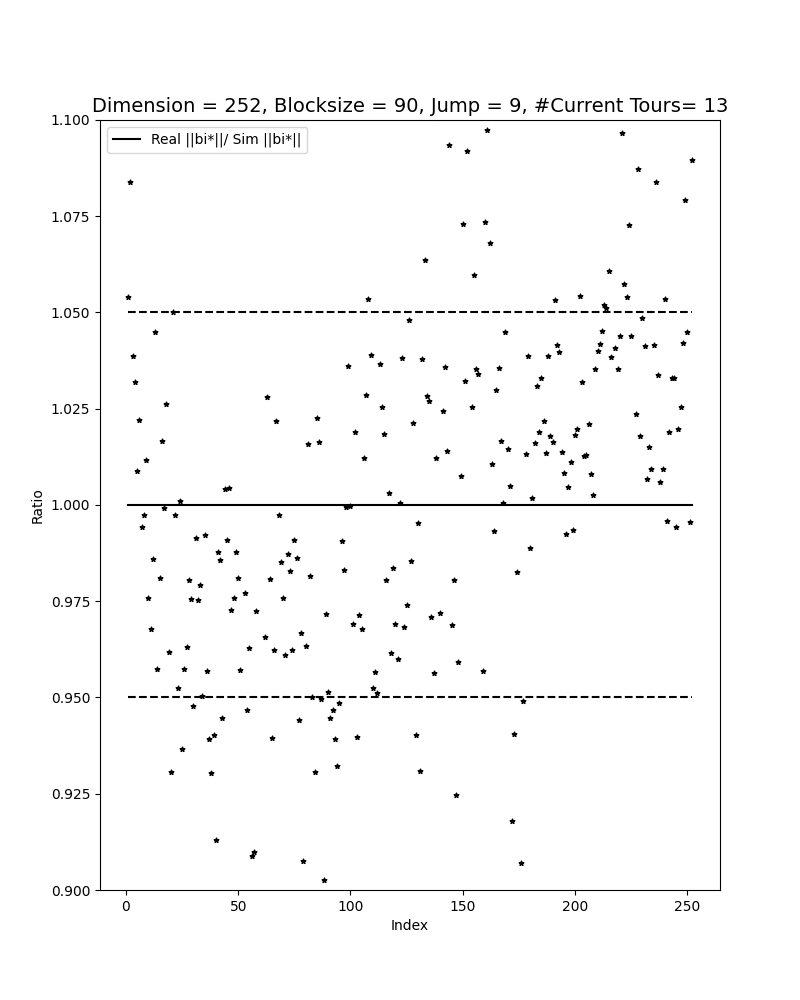 Dimension = 252, Blocksize = 90, Jump = 9, #Current Tours= 13
Real ||bi*||/ Sim ||bi*||
1.100
1.075
1.050
1.025
1.000
0.975
0.950
0.925
0.900
Ratio
0 50 100 150 200 250
Index